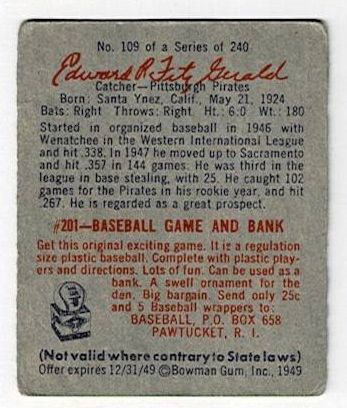 No. 109 of a Series of 240
Edward R. Fitz Gerald
Catcher—Pittsburgh Pirates
Born: Santa Ynez, Calif., May 21, 1924
Bats: Right Throws: Right Ht.: 6:0 Wt.: 180
Started in organized baseball in 1946 with
Wenatchee in the Western International League
and hit .338. In 1947 he moved up to Sacramento
and hit .357 in 144 games. He was third in the
league in base stealing, with 25. He caught 102
games for the Pirates in his rookie year, and hit
.267. He is regarded as a great prospect.
#201—BASEBALL GAME AND BANK
Get this original exciting game. It is a regulation
size plastic baseball. Complete with plastic play-
ers and directions. Lots of fun. Can be used as a
bank. A swell ornament for the
den. Big bargain. Send only 25c
and 5 Baseball wrappers to:
BASEBALL, P.O. BOX 658
PAWTUCKET, R. I.
(Not valid where contrary to State laws)
Offer expires 12/31/49 ©Bowman Gum, Inc., 1949